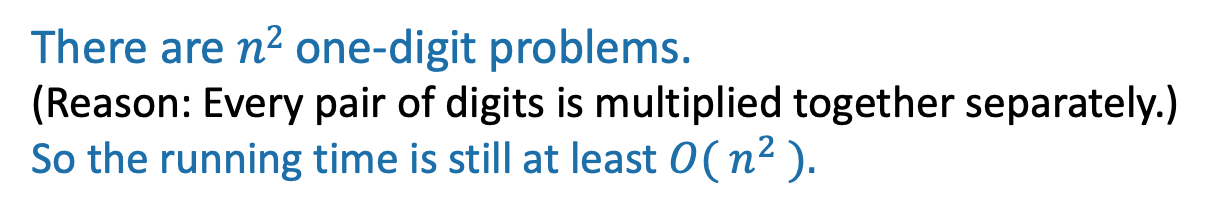 There are n² one-digit problems.
(Reason: Every pair of digits is multiplied together separately.)
So the running time is still at least O( n² ).